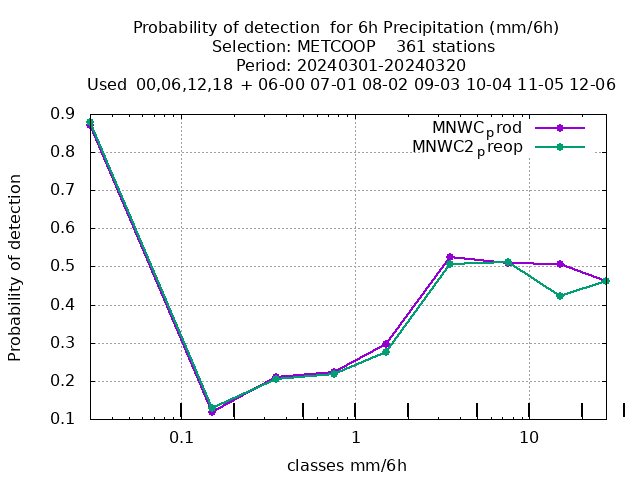 Probability of detection  for 6h Precipitation (mm/6h)
Selection: METCOOP    361 stations
Period: 20240301-20240320
Used  00,06,12,18  + 06-00 07-01 08-02 09-03 10-04 11-05 12-06
MNWCprod
MNWC2preop
0.9
0.8
0.7
0.6
0.5
0.4
0.3
0.2
0.1
Probability of detection
0.1 1 10
classes mm/6h